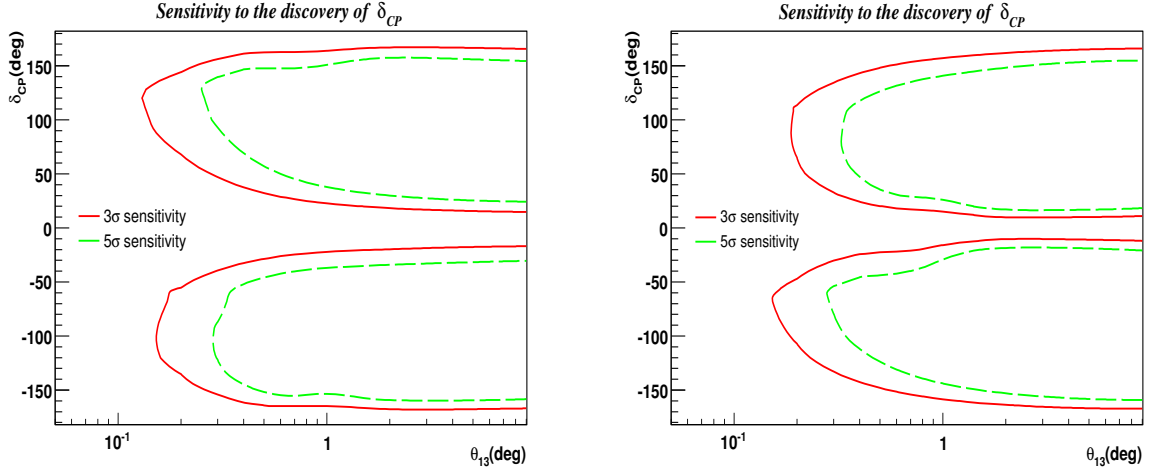 Sensitivity to the discovery of δCP
δCP(deg)
150
100
50
0
-50
-100
-150
3σ sensitivity
5σ sensitivity
10-1
1
θ13(deg)
Sensitivity to the discovery of δCP
δCP(deg)
150
100
50
0
-50
-100
-150
3σ sensitivity
5σ sensitivity
10-1
1
θ13(deg)